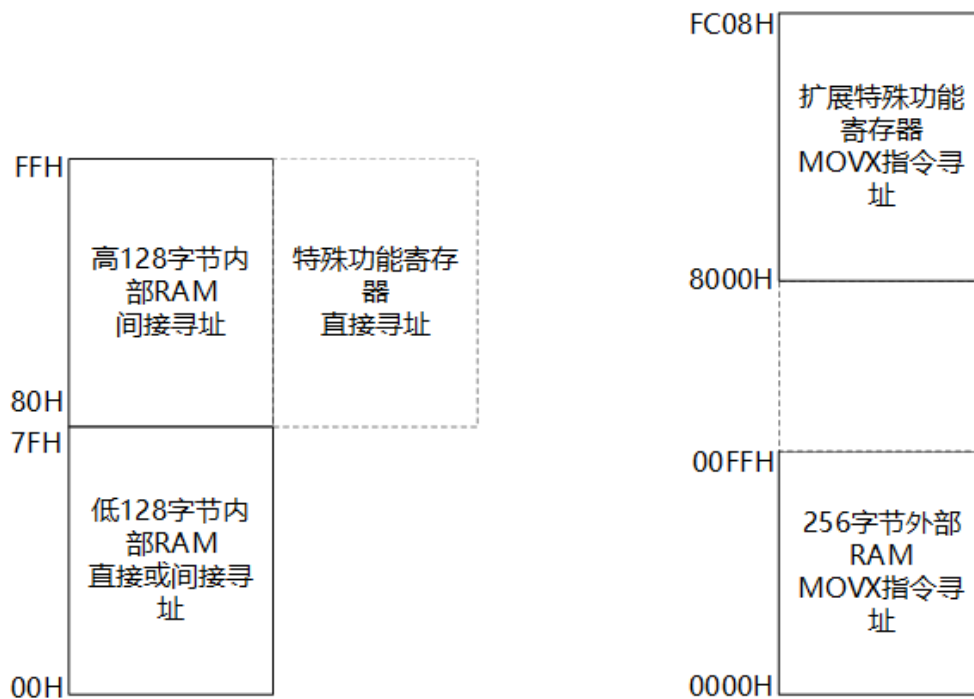 FFH
高128字节内
部RAM
间接寻址
特殊功能寄存
器
直接寻址
80H
7FH
低128字节内
部RAM
直接或间接寻
址
00H
FC08H
扩展特殊功能
寄存器
MOVX指令寻
址
8000H
00FFH
256字节外部
RAM
MOVX指令寻
址
0000H